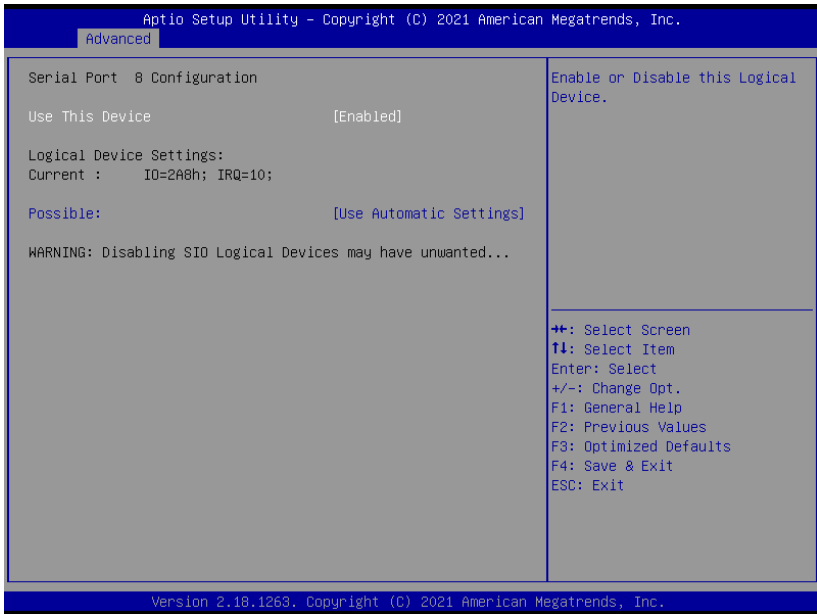 Aptio Setup Utility – Copyright (C) 2021 American Megatrends, Inc.
Advanced
Serial Port 8 Configuration
Use This Device [Enabled]
Logical Device Settings:
Current : IO=2A8h; IRQ=10;
Possible: [Use Automatic Settings]
WARNING: Disabling SIO Logical Devices may have unwanted...
Enable or Disable this Logical
Device.
→←: Select Screen
↑↓: Select Item
Enter: Select
+/-: Change Opt.
F1: General Help
F2: Previous Values
F3: Optimized Defaults
F4: Save & Exit
ESC: Exit
Version 2.18.1263. Copyright (C) 2021 American Megatrends, Inc.